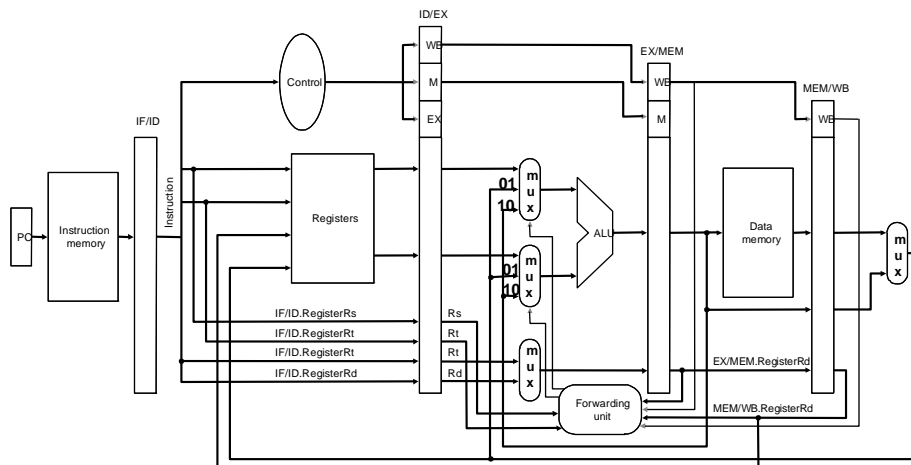 ID/EX
EX/MEM
MEM/WB
IF/ID
WB
M
EX
WB
M
WB
Control
PC
Instruction
memory
Instruction
Registers
01
10
m
u
x
01
10
m
u
x
ALU
Data
memory
m
u
x
IF/ID.RegisterRs
IF/ID.RegisterRt
IF/ID.RegisterRt
IF/ID.RegisterRd
Rs
Rt
Rt
Rd
m
u
x
Forwarding
unit
EX/MEM.RegisterRd
MEM/WB.RegisterRd